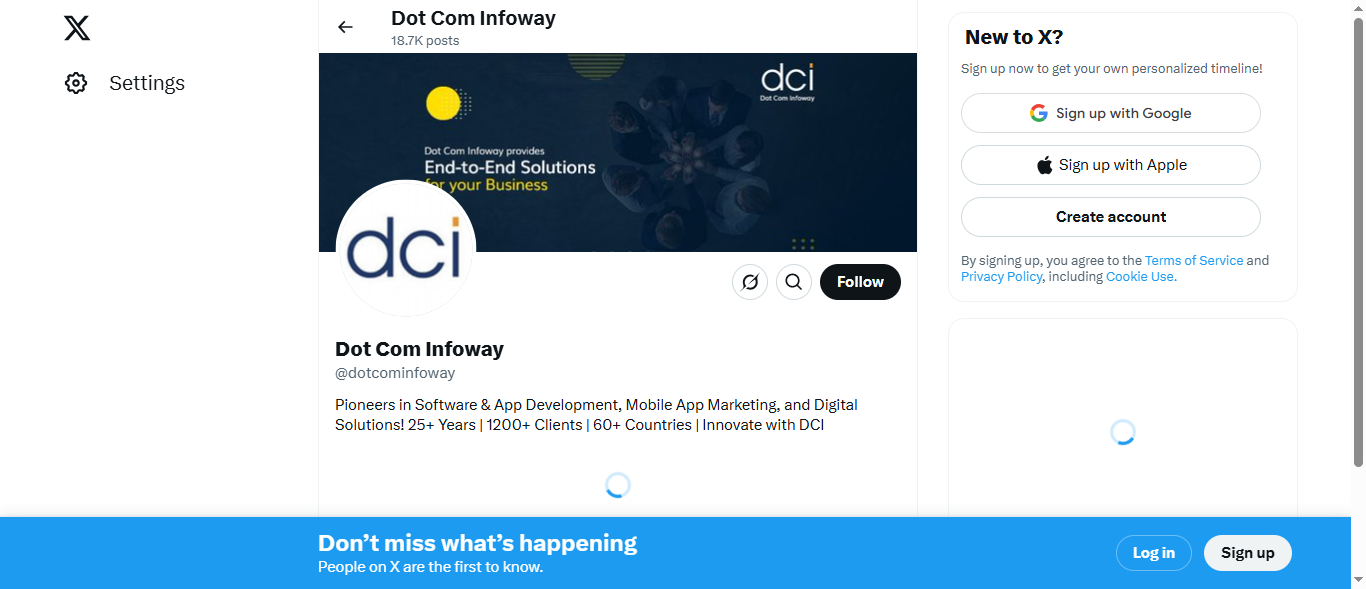 Settings
Dot Com Infoway
18.7K posts
dci
Dot Com Infoway
Dot Com Infoway provides
End-to-End Solutions
for your Business
dci
Follow
Dot Com Infoway
@dotcominfoway
Pioneers in Software & App Development, Mobile App Marketing, and Digital
Solutions! 25+ Years | 1200+ Clients | 60+ Countries | Innovate with DCI
New to X?
Sign up now to get your own personalized timeline!
Sign up with Google
Sign up with Apple
Create account
By signing up, you agree to the Terms of Service and
Privacy Policy, including Cookie Use.
Don’t miss what’s happening
People on X are the first to know.
Log in
Sign up